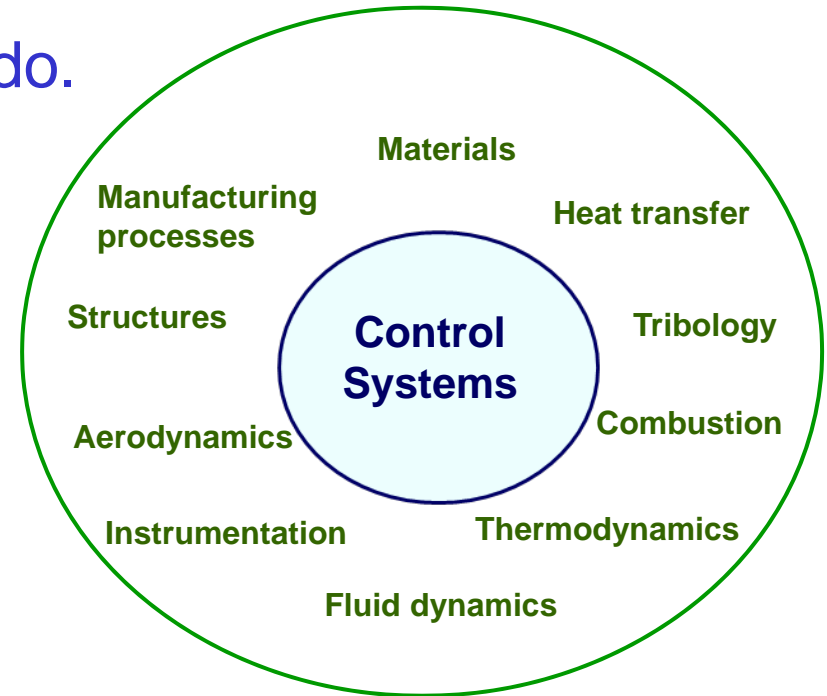 do.
Materials
Manufacturing
processes
Heat transfer
Structures
Control
Systems
Tribology
Aerodynamics
Combustion
Instrumentation
Thermodynamics
Fluid dynamics